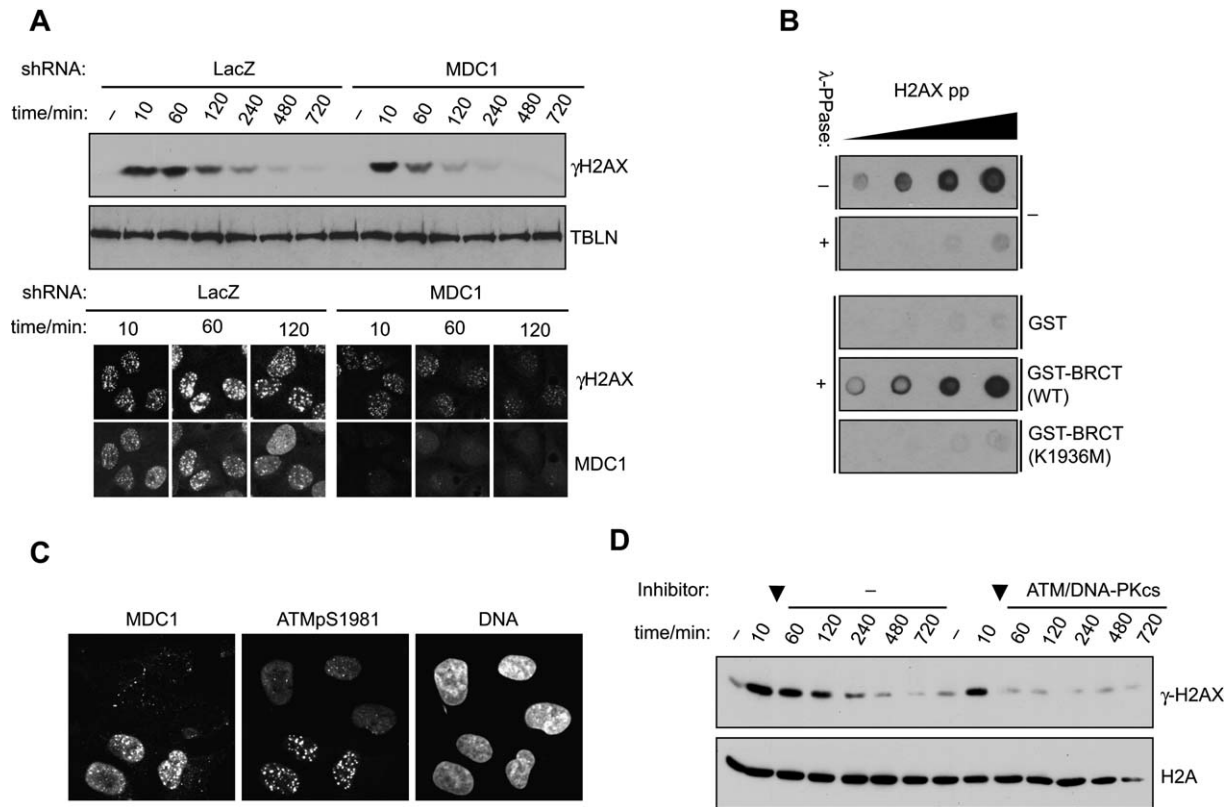 A
shRNA: LacZ MDC1
time/min: – 10 60 120 240 480 720 – 10 60 120 240 480 720
γH2AX
TBLN
shRNA: LacZ MDC1
time/min: 10 60 120 10 60 120
γH2AX
MDC1
B
λ-PPase: H2AX pp
–
–
+
GST
+
GST-BRCT
(WT)
GST-BRCT
(K1936M)
C
MDC1 ATMpS1981 DNA
D
Inhibitor: – ATM/DNA-PKcs
time/min: – 10 60 120 240 480 720 – 10 60 120 240 480 720
γ-H2AX
H2A